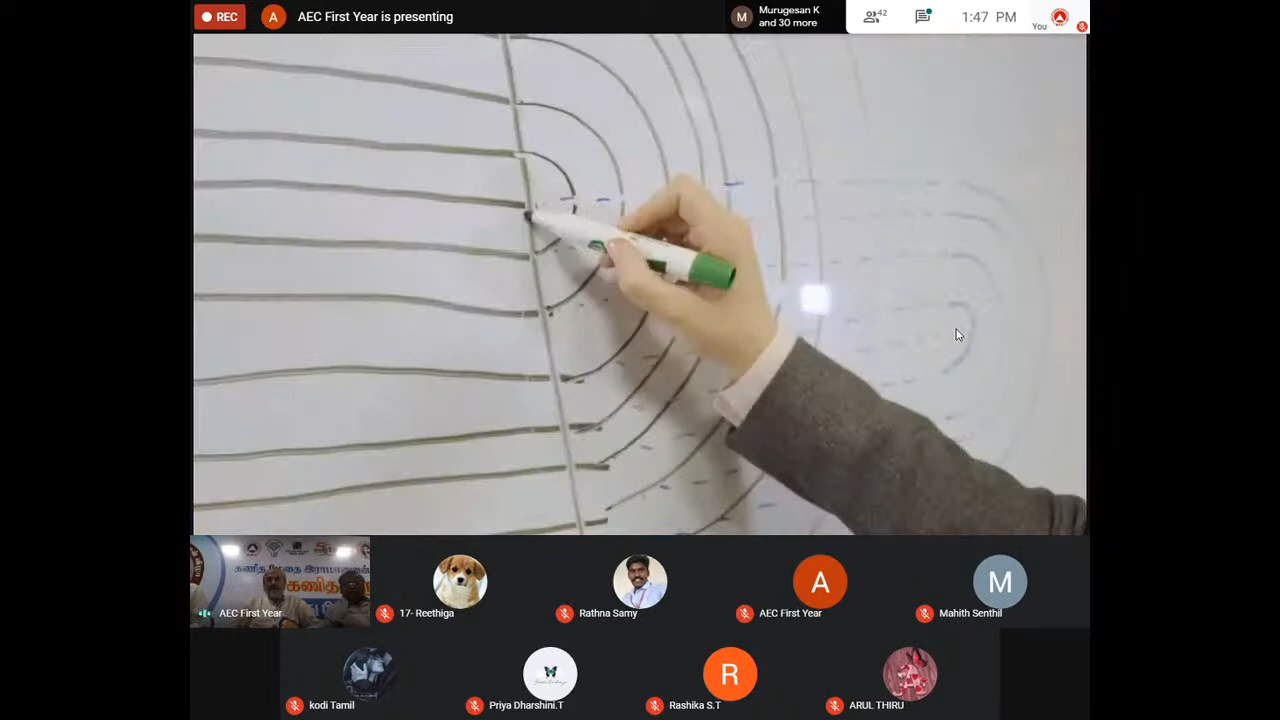 REC
A
AEC First Year is presenting
M
Murugesan K
and 30 more
42
1:47 PM
You
AEC First Year
17- Reethiga
Rathna Samy
A
AEC First Year
M
Mahith Senthil
kodi Tamil
Priya Dharshini.T
R
Rashika S.T
ARUL THIRU